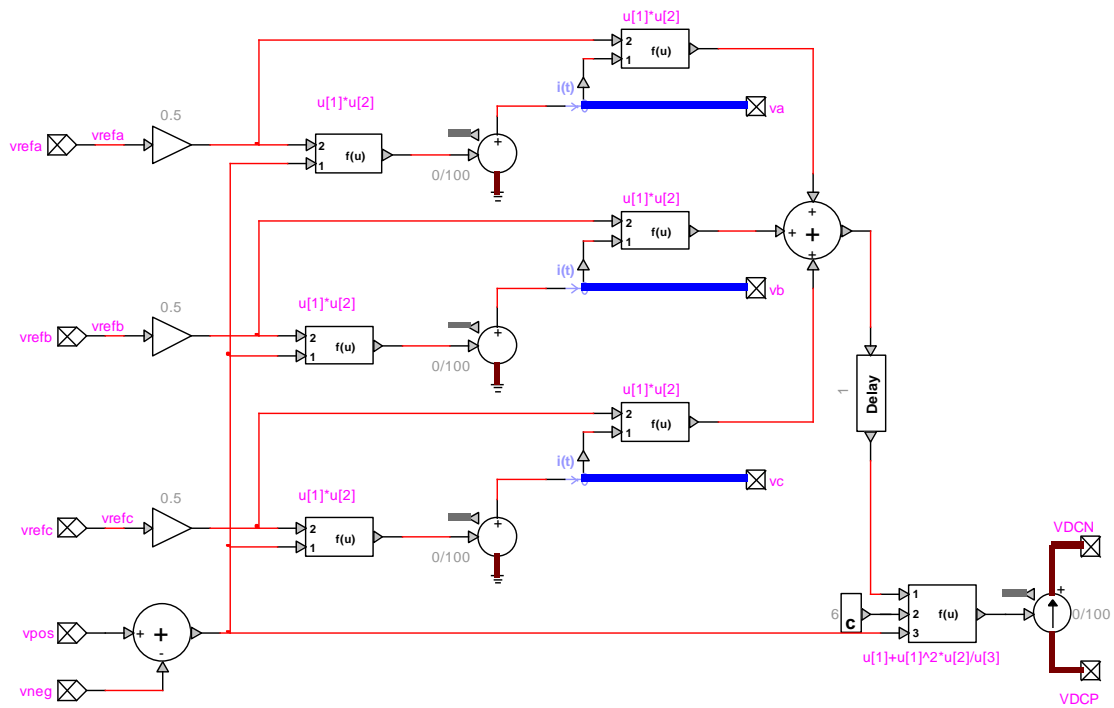 u[1]*u[2]
2
1
f(u)
i(t)
va
u[1]*u[2]
0.5
vrefa
vrefa
2
1
f(u)
+
0/100
u[1]*u[2]
2
1
f(u)
+
+
+
+
i(t)
vb
u[1]*u[2]
0.5
vrefb
vrefb
2
1
f(u)
+
0/100
u[1]*u[2]
2
1
f(u)
1
Delay
i(t)
vc
u[1]*u[2]
0.5
vrefc
vrefc
2
1
f(u)
+
0/100
VDCN
vpos
+
+
-
vneg
6
C
1
2
3
f(u)
u[1]+u[1]^2*u[2]/u[3]
+
0/100
VDCP